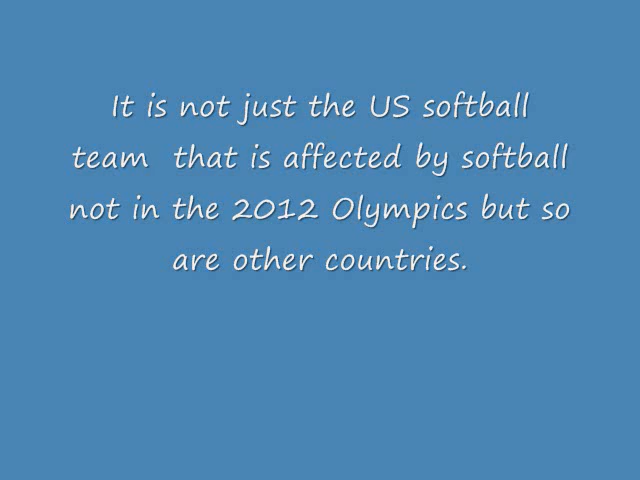 It is not just the US softball
team  that is affected by softball
not in the 2012 Olympics but so
are other countries.